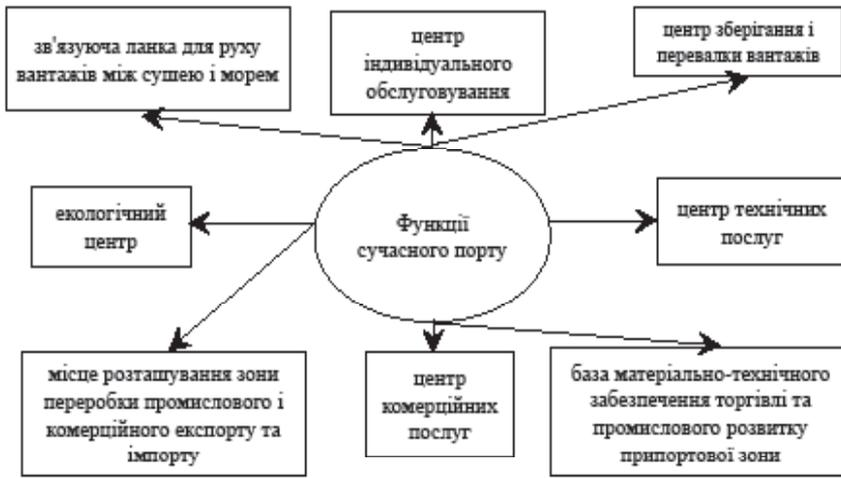 зв'язуюча ланка для руху
вантажів між сушею і морем
центр
індивідуального
обслуговування
центр зберігання і
перевалки вантажів
екологічний
центр
Функції
сучасного порту
центр технічних
послуг
місце розташування зони
переробки промислового і
комерційного експорту та
імпорту
центр
комерційних
послуг
база матеріально-технічного
забезпечення торгівлі та
промислового розвитку
припортової зони